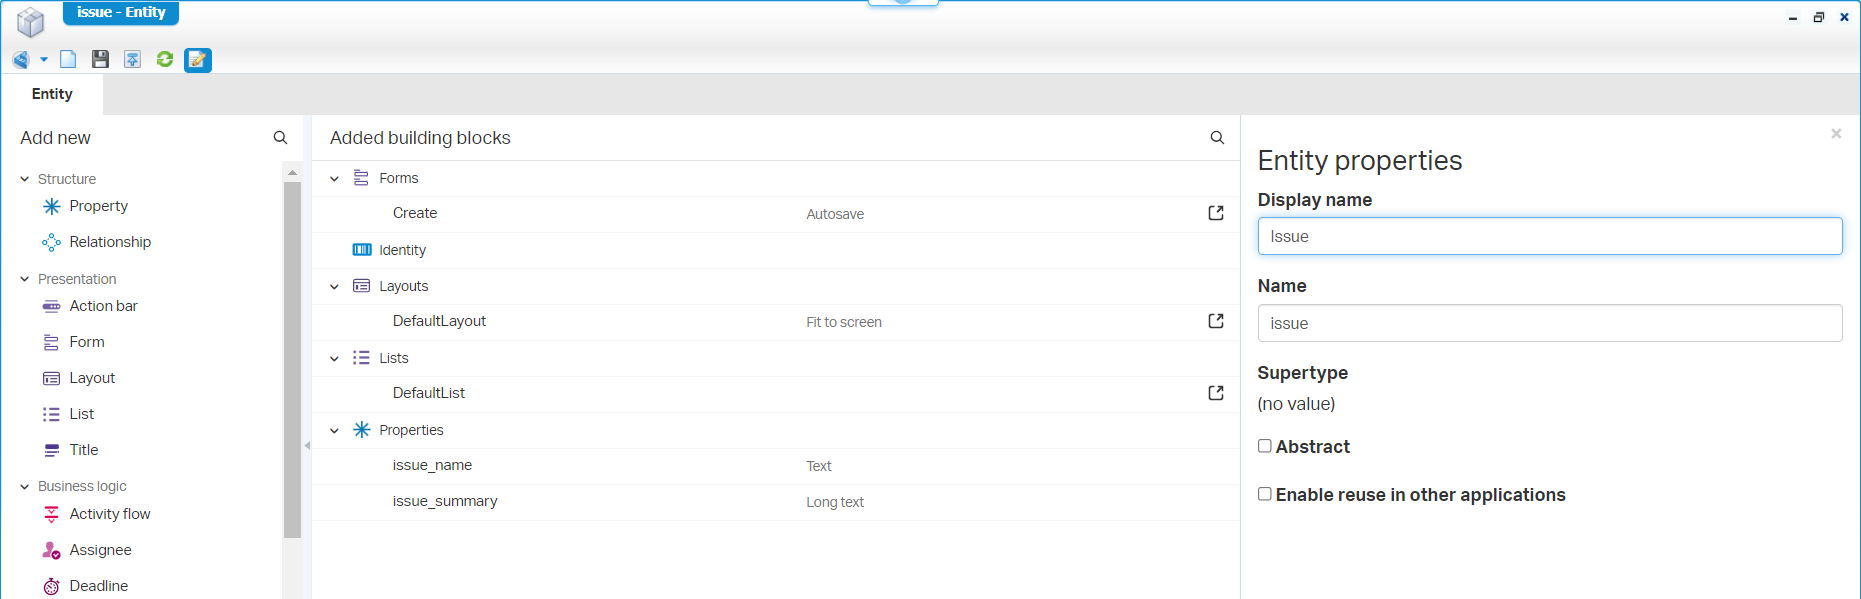 issue - Entity
Entity
Add new
Structure
Property
Relationship
Presentation
Action bar
Form
Layout
List
Title
Business logic
Activity flow
Assignee
Deadline
Added building blocks
Forms
Create Autosave
Identity
Layouts
DefaultLayout Fit to screen
Lists
DefaultList
Properties
issue_name Text
issue_summary Long text
Entity properties
Display name
Issue
Name
issue
Supertype
(no value)
Abstract
Enable reuse in other applications